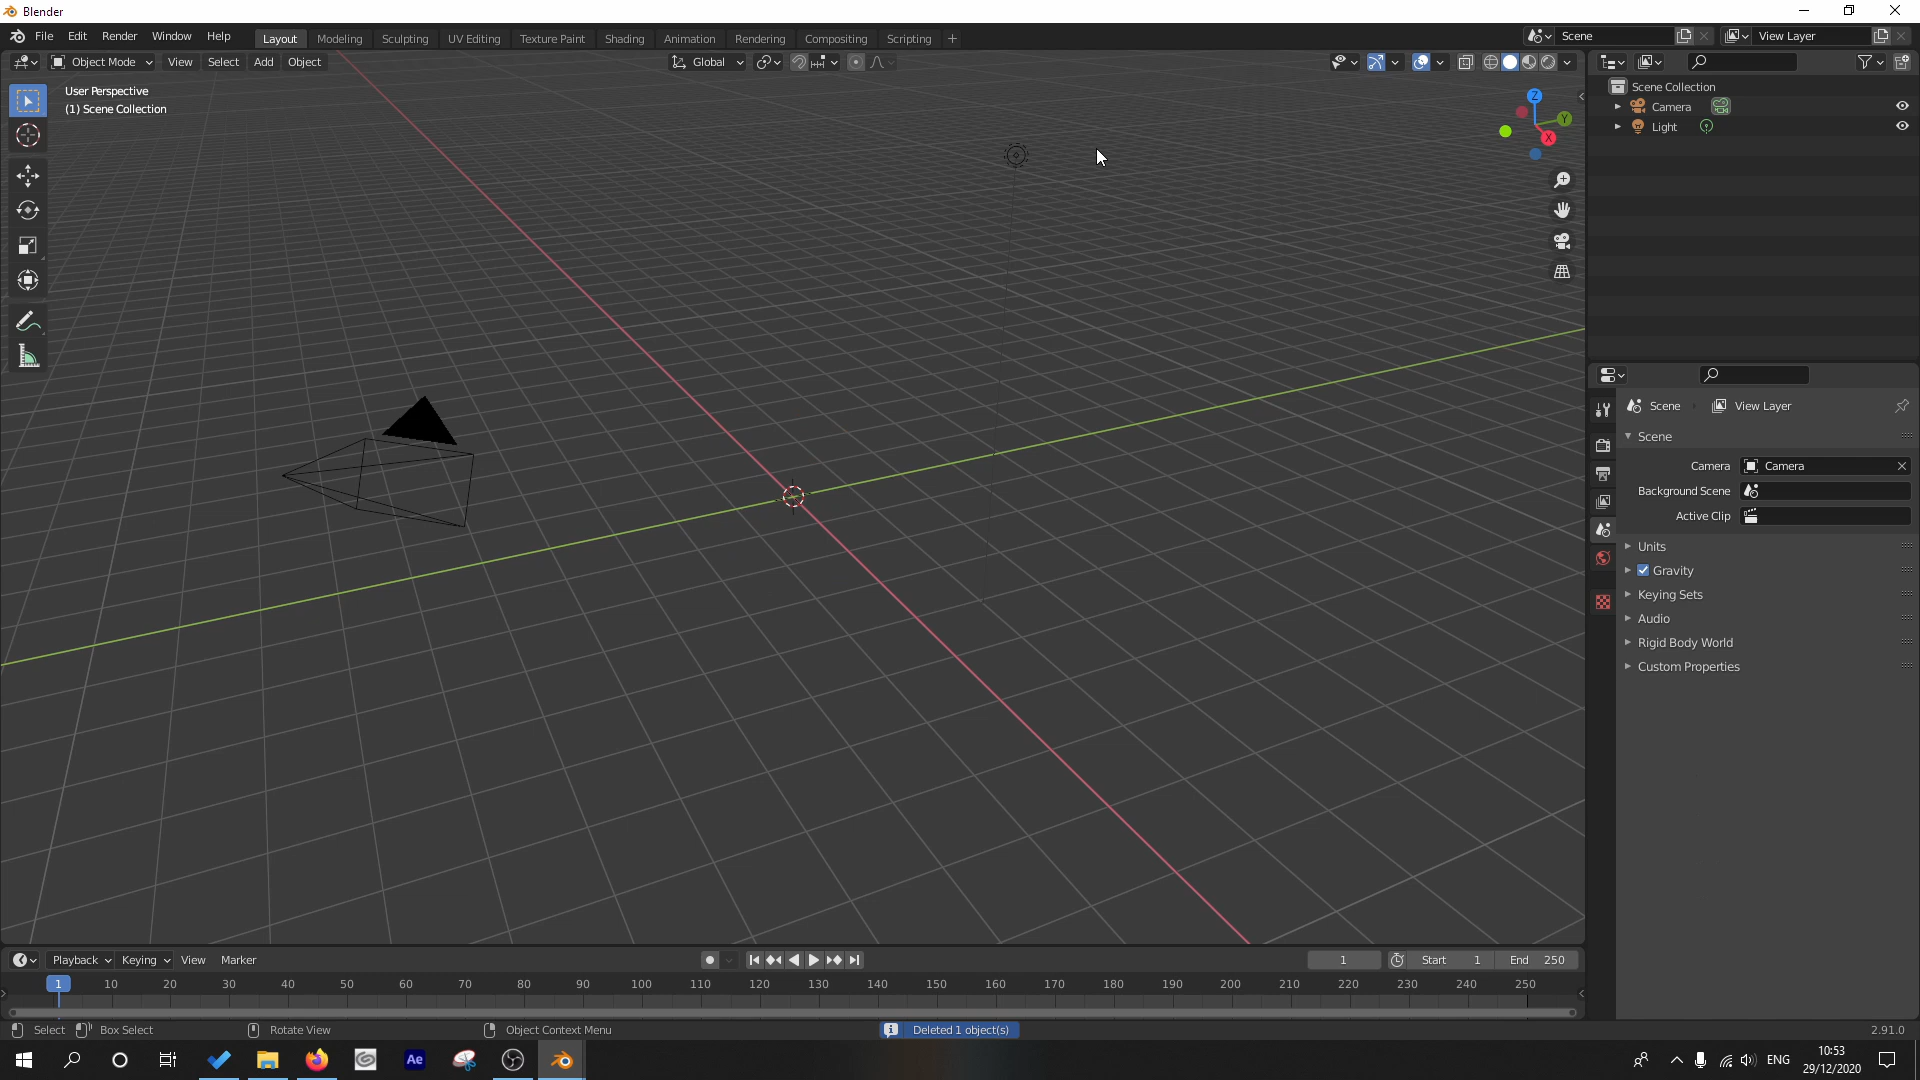 Blender
File Edit Render Window Help Layout Modeling Sculpting UV Editing Texture Paint Shading Animation Rendering Compositing Scripting + Scene View Layer
Object Mode View Select Add Object Global
User Perspective
(1) Scene Collection
Z
Y
X
Scene Collection
Camera
Light
Scene View Layer
Scene
Camera Camera
Background Scene
Active Clip
Units
Gravity
Keying Sets
Audio
Rigid Body World
Custom Properties
Playback Keying View Marker 1 Start 1 End 250
1 10 20 30 40 50 60 70 80 90 100 110 120 130 140 150 160 170 180 190 200 210 220 230 240 250
Select Box Select Rotate View Object Context Menu Deleted 1 object(s) 2.91.0
Ae ENG 10:53
29/12/2020